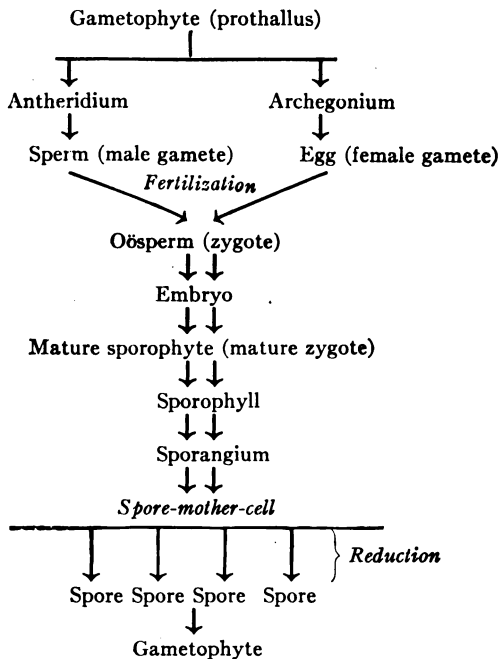 Gametophyte (prothallus)
Antheridium Archegonium
Sperm (male gamete) Egg (female gamete)
Fertilization
Oösperm (zygote)
Embryo
Mature sporophyte (mature zygote)
Sporophyll
Sporangium
Spore-mother-cell
Reduction
Spore Spore Spore Spore
Gametophyte